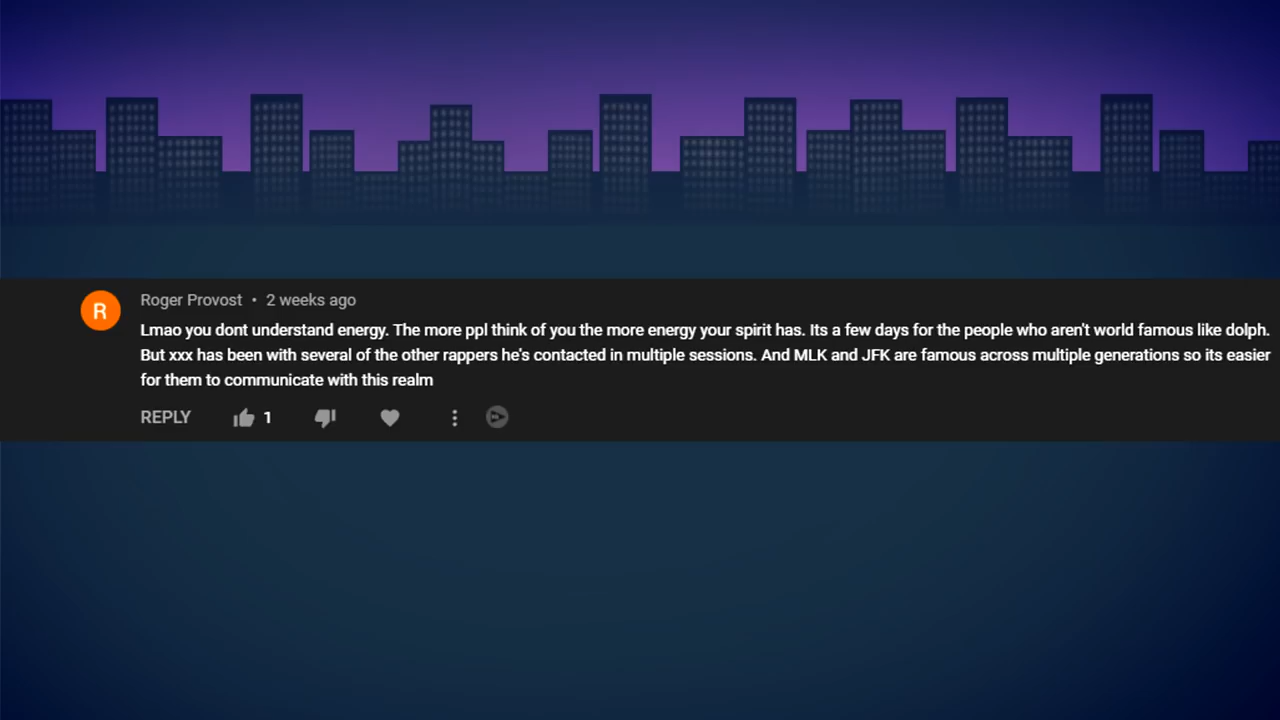 R
Roger Provost • 2 weeks ago
Lmao you dont understand energy. The more ppl think of you the more energy your spirit has. Its a few days for the people who aren't world famous like dolph.
But xxx has been with several of the other rappers he's contacted in multiple sessions. And MLK and JFK are famous across multiple generations so its easier
for them to communicate with this realm
REPLY 1